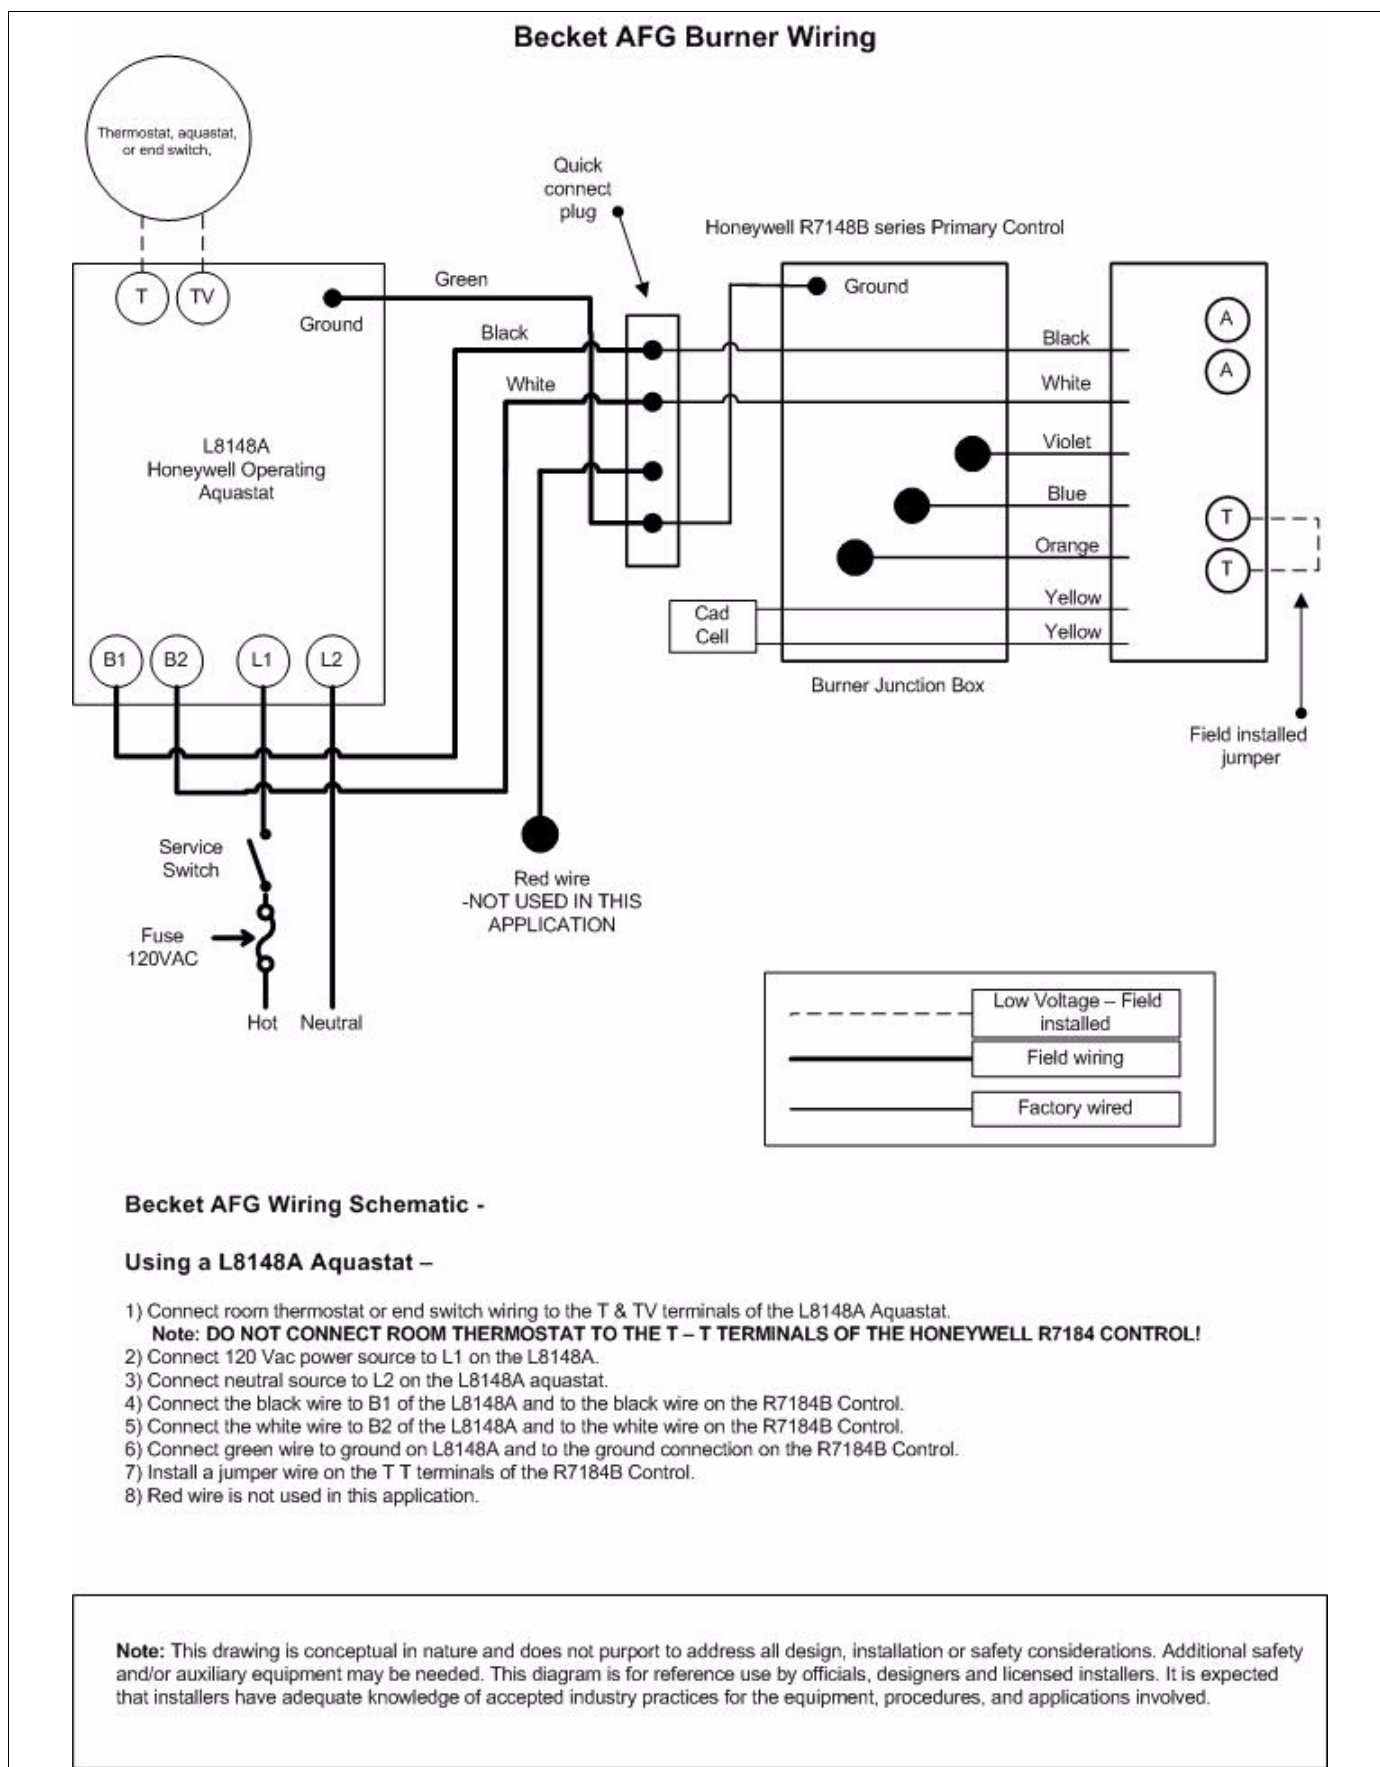 Becket AFG Burner Wiring
Thermostat, aquastat,
or end switch,
Quick
connect
plug
Honeywell R7148B series Primary Control
T
TV
Ground
Green
Black
White
Ground
Black
White
Violet
Blue
Orange
Yellow
Yellow
A
A
T
T
L8148A
Honeywell Operating
Aquastat
Cad
Cell
B1
B2
L1
L2
Burner Junction Box
Field installed
jumper
Service
Switch
Fuse
120VAC
Hot
Neutral
Red wire
-NOT USED IN THIS
APPLICATION
Low Voltage – Field
installed
Field wiring
Factory wired
Becket AFG Wiring Schematic -
Using a L8148A Aquastat –
1) Connect room thermostat or end switch wiring to the T & TV terminals of the L8148A Aquastat.
Note: DO NOT CONNECT ROOM THERMOSTAT TO THE T – T TERMINALS OF THE HONEYWELL R7184 CONTROL!
2) Connect 120 Vac power source to L1 on the L8148A.
3) Connect neutral source to L2 on the L8148A aquastat.
4) Connect the black wire to B1 of the L8148A and to the black wire on the R7184B Control.
5) Connect the white wire to B2 of the L8148A and to the white wire on the R7184B Control.
6) Connect green wire to ground on L8148A and to the ground connection on the R7184B Control.
7) Install a jumper wire on the T T terminals of the R7184B Control.
8) Red wire is not used in this application.
Note: This drawing is conceptual in nature and does not purport to address all design, installation or safety considerations. Additional safety
and/or auxiliary equipment may be needed. This diagram is for reference use by officials, designers and licensed installers. It is expected
that installers have adequate knowledge of accepted industry practices for the equipment, procedures, and applications involved.